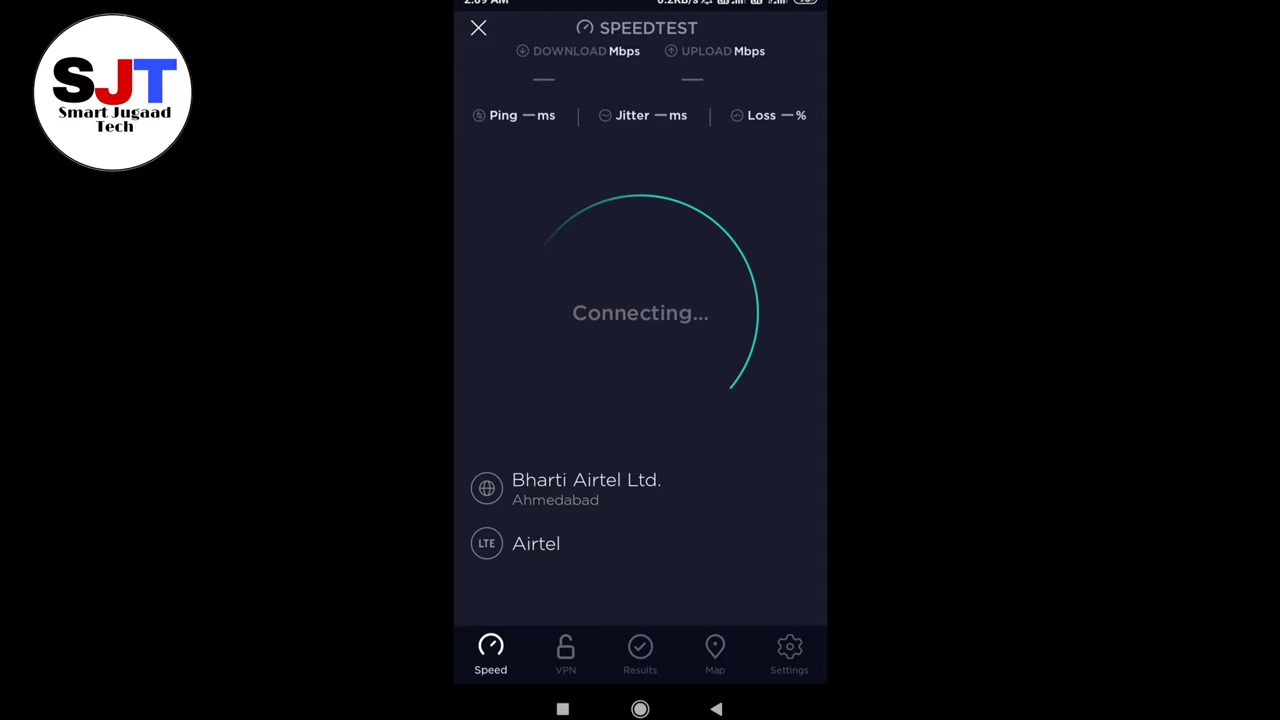 SJT
Smart Jugaad
Tech
SPEEDTEST
DOWNLOAD Mbps UPLOAD Mbps
— —
Ping — ms Jitter — ms Loss — %
Connecting...
Bharti Airtel Ltd.
Ahmedabad
LTE Airtel
Speed VPN Results Map Settings